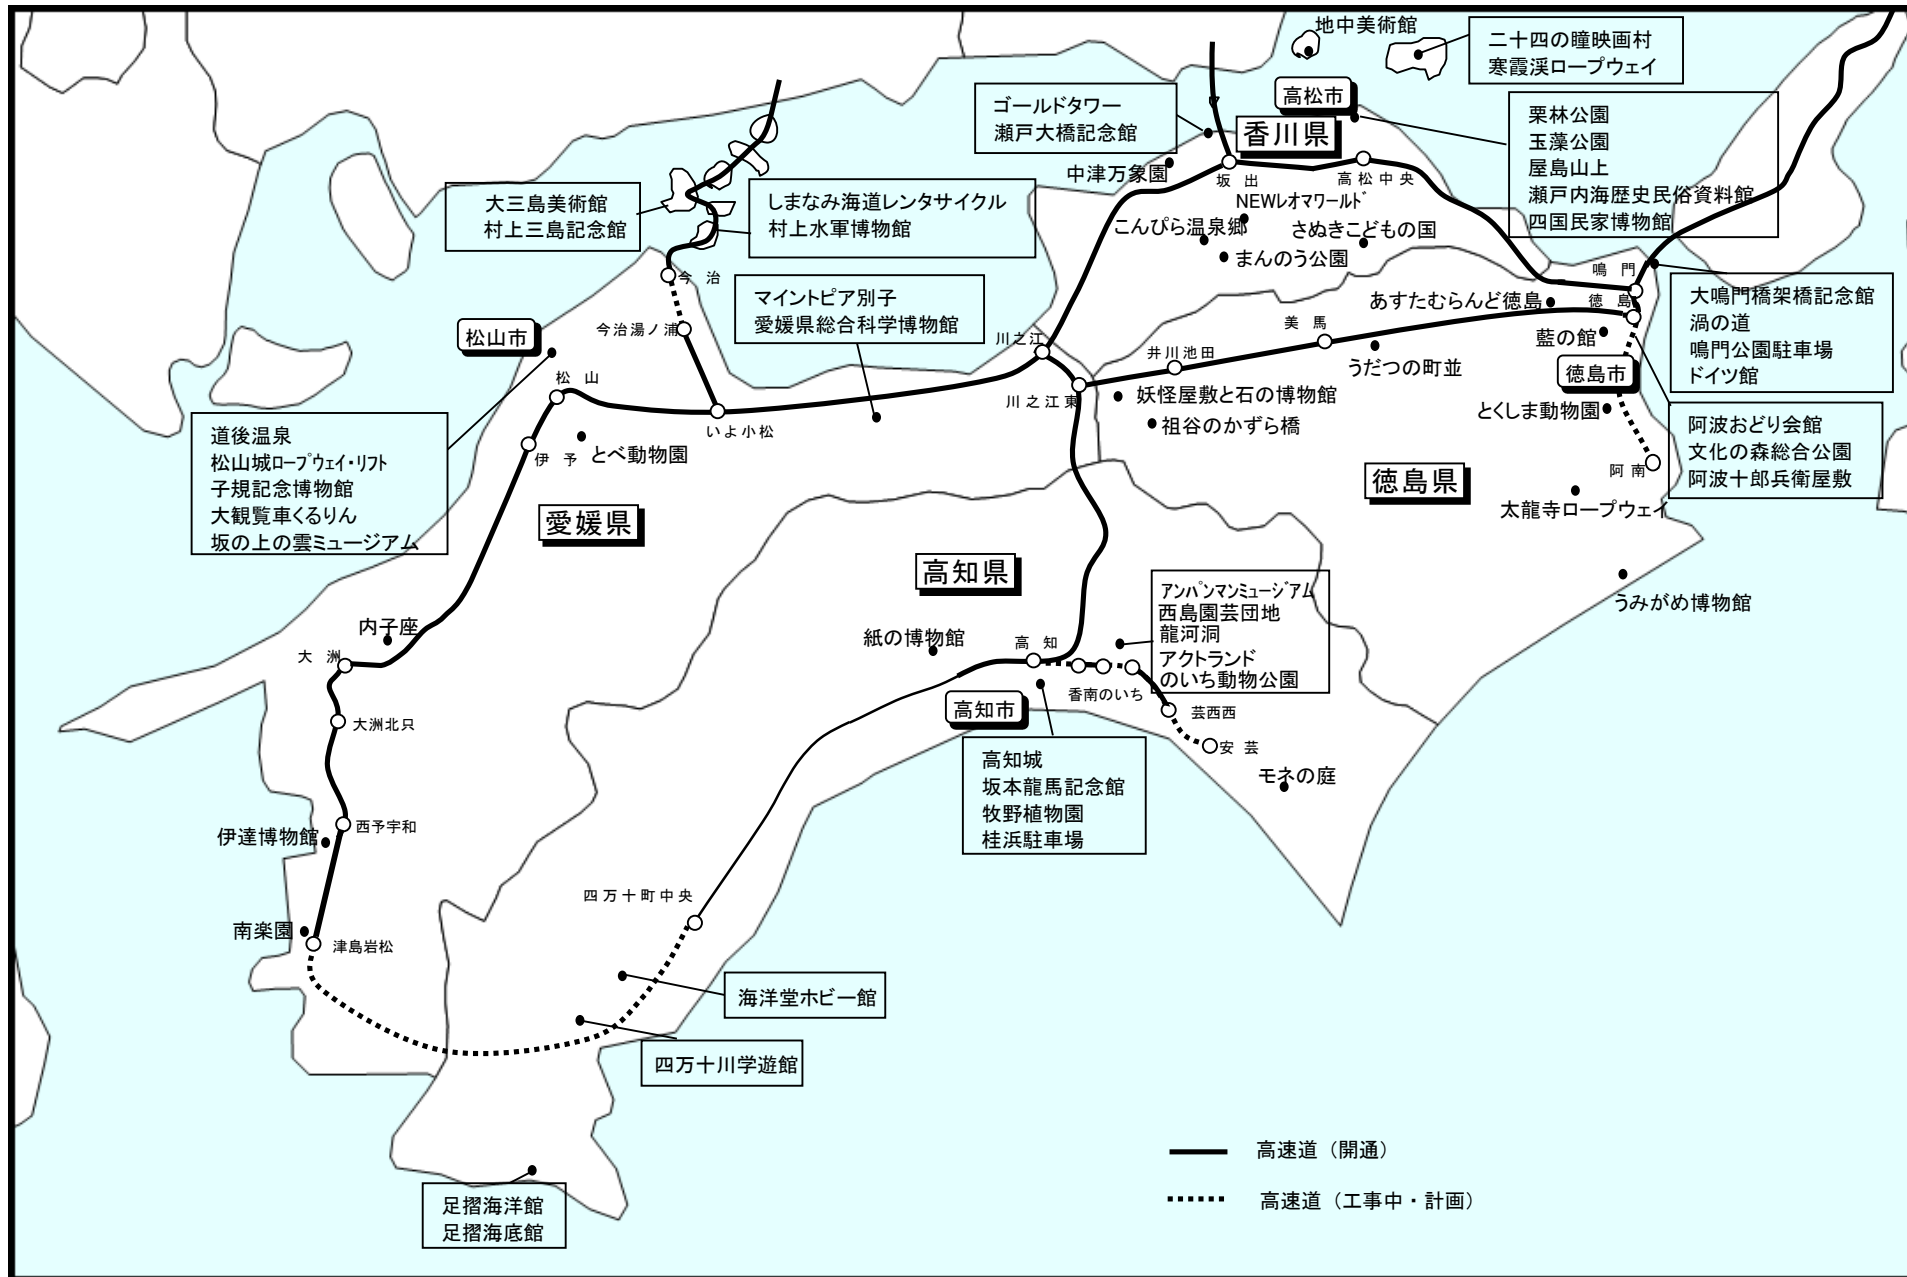 地中美術館
二十四の瞳映画村
寒霞渓ロープウェイ
高松市
ゴールドタワー
瀬戸大橋記念館
香川県
栗林公園
玉藻公園
屋島山上
瀬戸内海歴史民俗資料館
四国民家博物館
中津万象園
坂出
高松中央
NEWレオマワールド
こんぴら温泉郷
さぬきこどもの国
まんのう公園
大三島美術館
村上三島記念館
しまなみ海道レンタサイクル
村上水軍博物館
今治
今治湯ノ浦
マイントピア別子
愛媛県総合科学博物館
鳴門
徳島
あすたむらんど徳島
大鳴門橋架橋記念館
渦の道
鳴門公園駐車場
ドイツ館
藍の館
美馬
うだつの町並
井川池田
川之江
川之江東
妖怪屋敷と石の博物館
祖谷のかずら橋
徳島市
とくしま動物園
阿波おどり会館
文化の森総合公園
阿波十郎兵衛屋敷
阿南
徳島県
太龍寺ロープウェイ
うみがめ博物館
松山市
松山
いよ小松
伊予
とべ動物園
道後温泉
松山城ロープウェイ・リフト
子規記念博物館
大観覧車くるりん
坂の上の雲ミュージアム
愛媛県
高知県
内子座
大洲
大洲北只
アンパンマンミュージアム
西島園芸団地
龍河洞
アクトランド
のいち動物公園
紙の博物館
高知
香南のいち
高知市
芸西西
安芸
モネの庭
高知城
坂本龍馬記念館
牧野植物園
桂浜駐車場
西予宇和
伊達博物館
四万十町中央
南楽園
津島岩松
海洋堂ホビー館
四万十川学遊館
足摺海洋館
足摺海底館
高速道（開通）
高速道（工事中・計画）